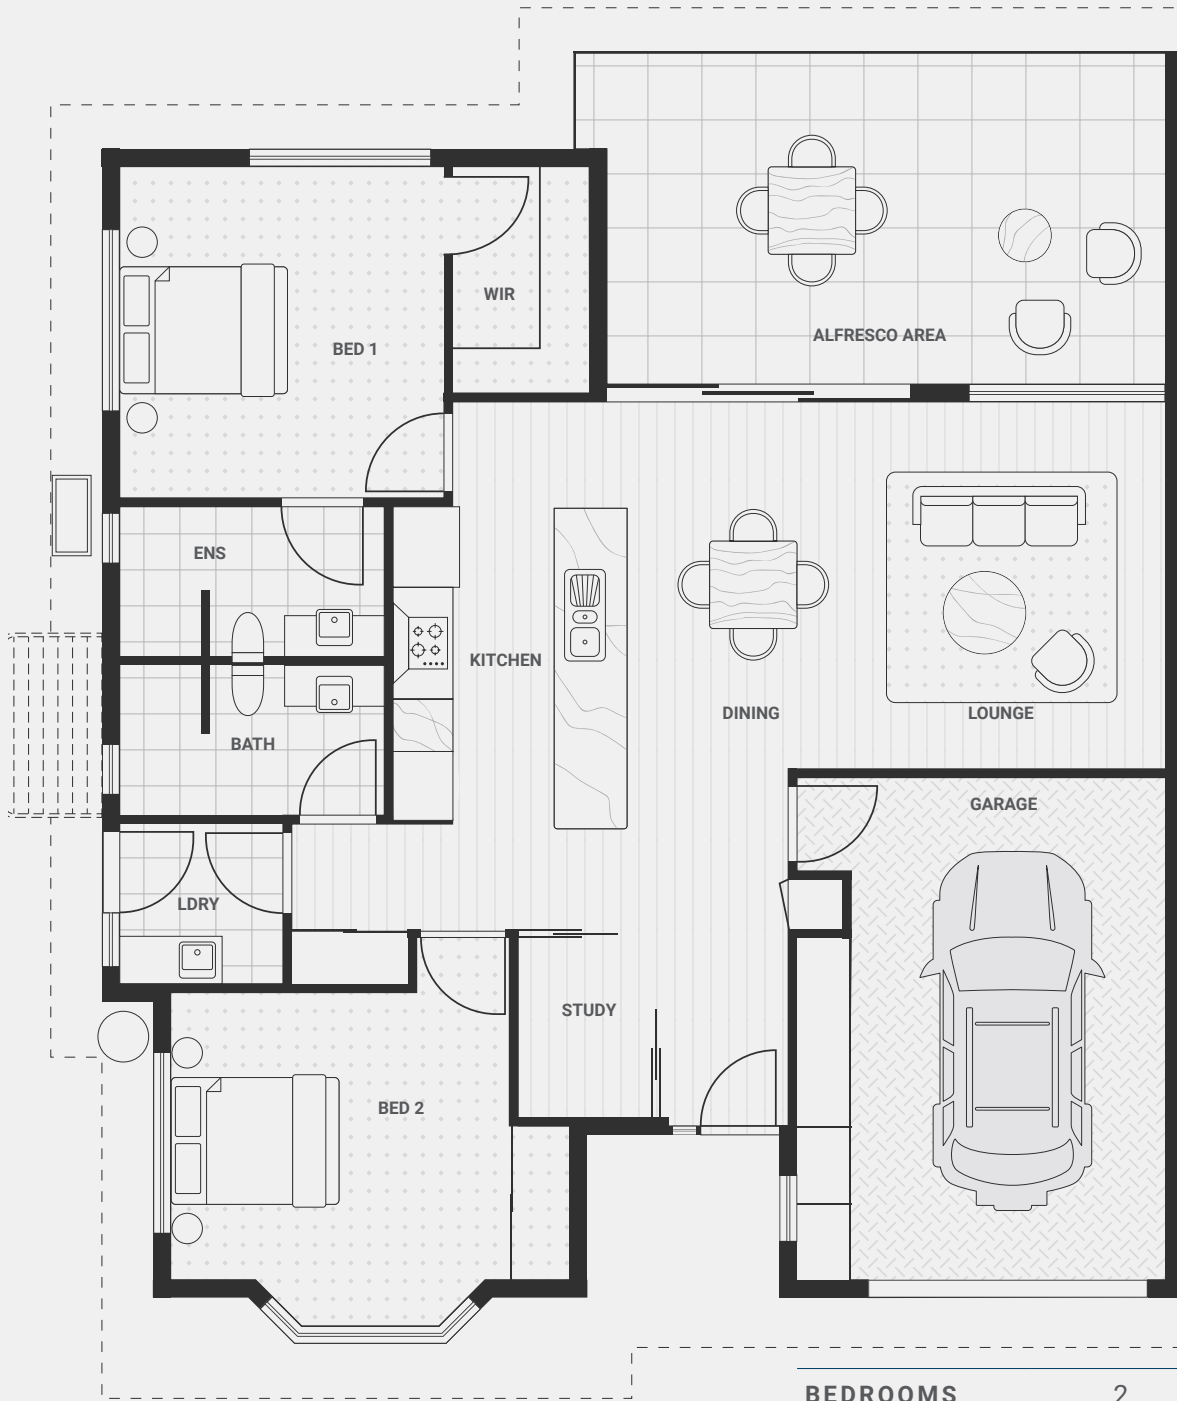 WIR
ALFRESCO AREA
BED 1
ENS
KITCHEN
DINING
LOUNGE
BATH
GARAGE
LDRY
STUDY
BED 2
BEDROOMS 2